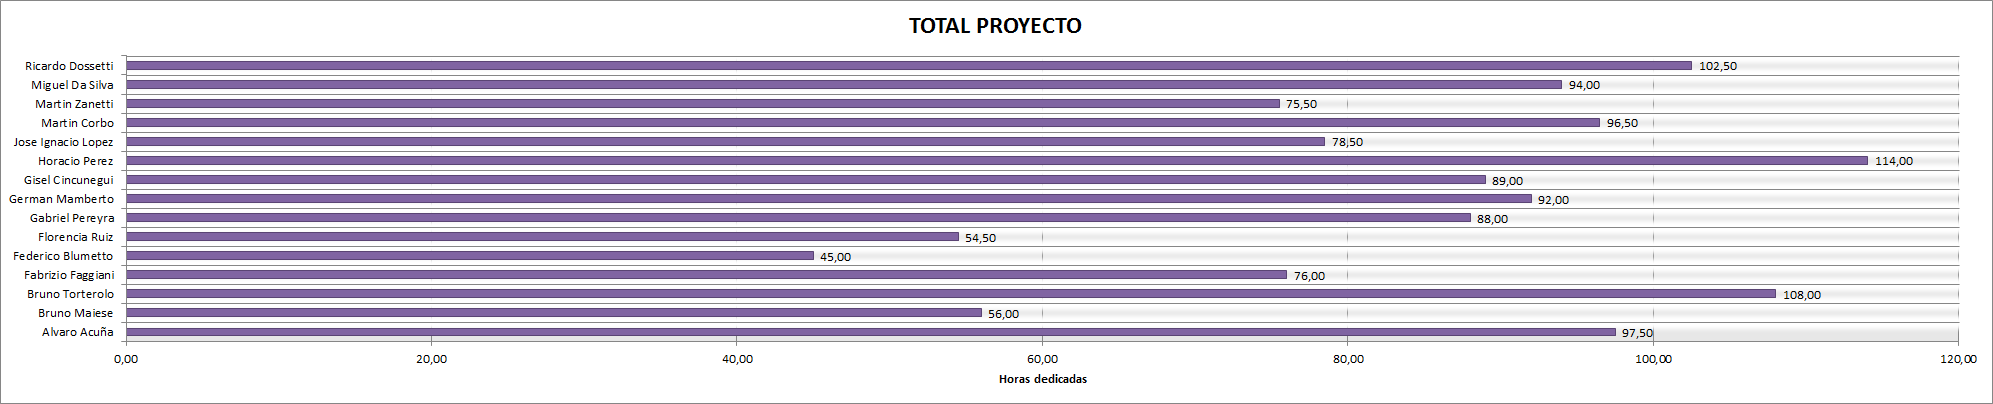 TOTAL PROYECTO
Ricardo Dossetti 102,50
Miguel Da Silva 94,00
Martin Zanetti 75,50
Martin Corbo 96,50
Jose Ignacio Lopez 78,50
Horacio Perez 114,00
Gisel Cincunegui 89,00
German Mamberto 92,00
Gabriel Pereyra 88,00
Florencia Ruiz 54,50
Federico Blumetto 45,00
Fabrizio Faggiani 76,00
Bruno Torterolo 108,00
Bruno Maiese 56,00
Alvaro Acuña 97,50
0,00 20,00 40,00 60,00 80,00 100,00 120,00
Horas dedicadas